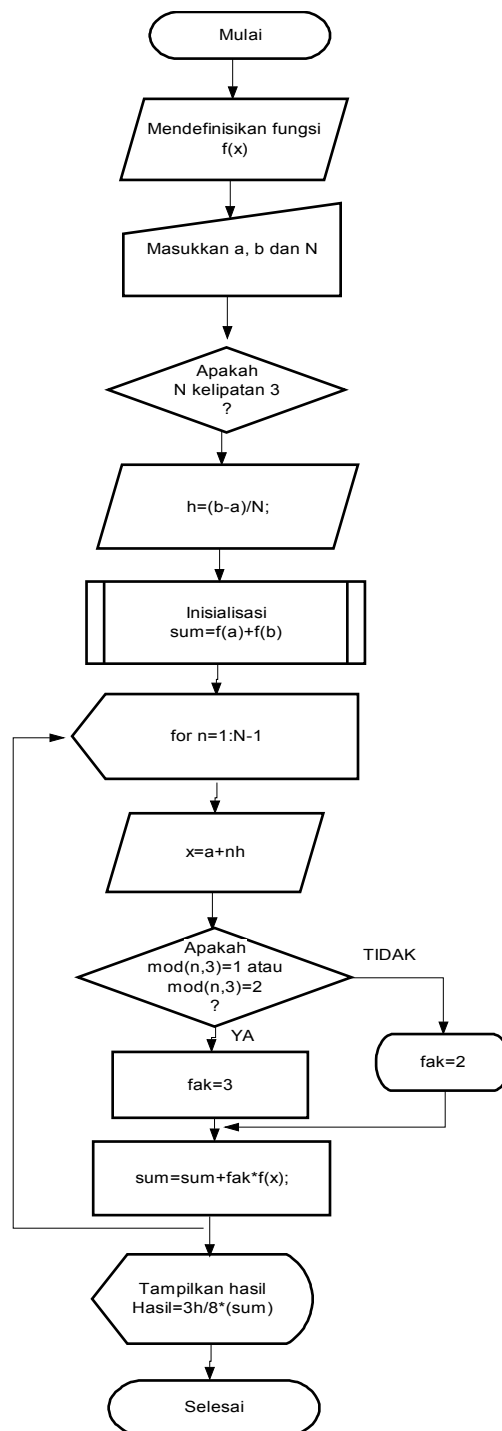 Mulai
Mendefinisikan fungsi
f(x)
Masukkan a, b dan N
Apakah
N kelipatan 3
?
h=(b-a)/N;
Inisialisasi
sum=f(a)+f(b)
for n=1:N-1
x=a+nh
Apakah
mod(n,3)=1 atau
mod(n,3)=2
?
TIDAK
YA
fak=3
fak=2
sum=sum+fak*f(x);
Tampilkan hasil
Hasil=3h/8*(sum)
Selesai